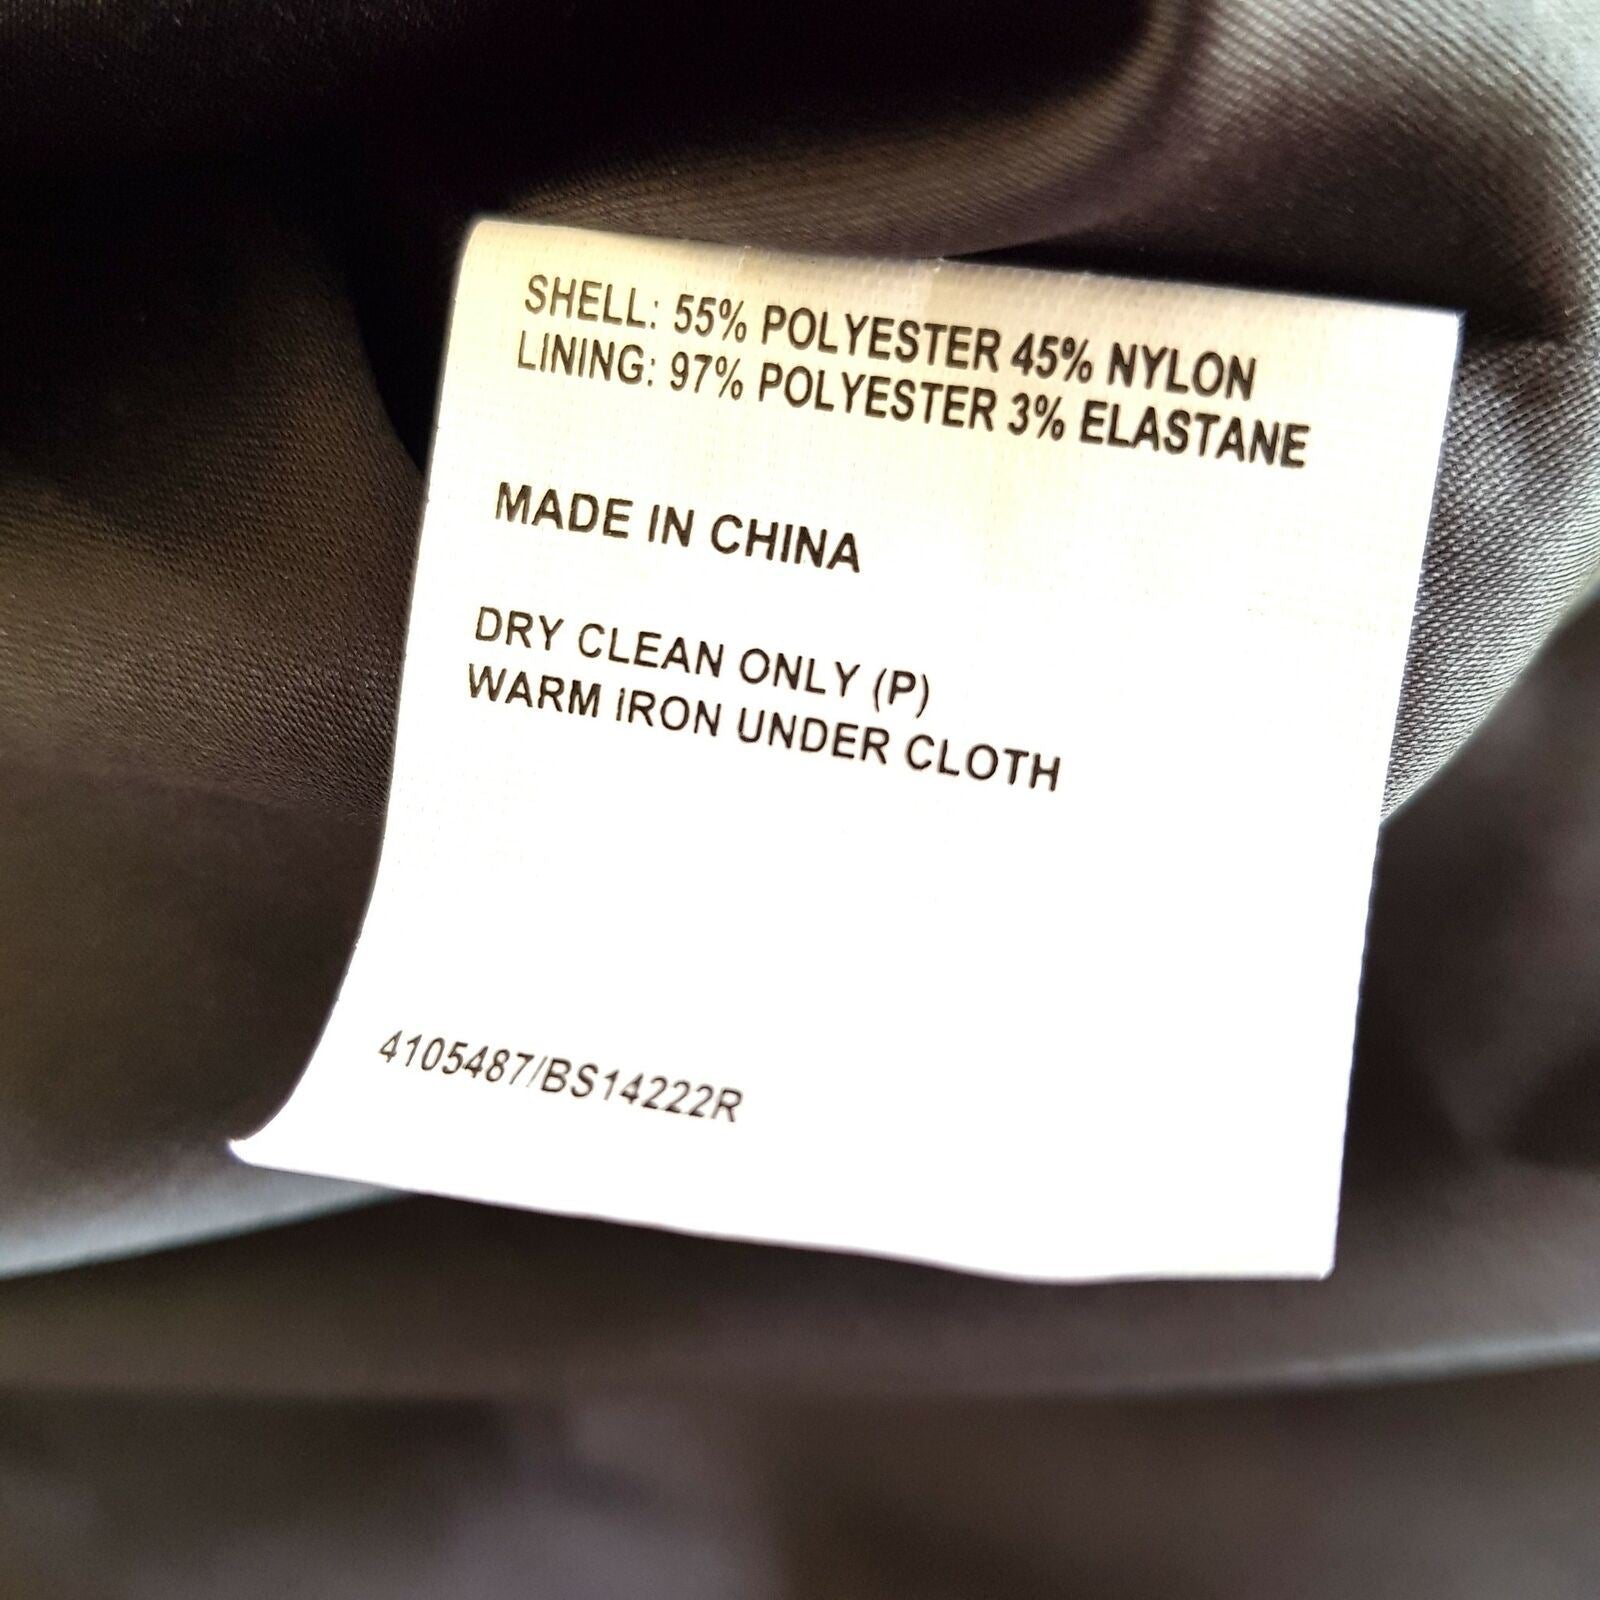 SHELL: 55% POLYESTER 45% NYLON
LINING: 97% POLYESTER 3% ELASTANE
MADE IN CHINA
DRY CLEAN ONLY (P)
WARM IRON UNDER CLOTH
4105487/BS14222R